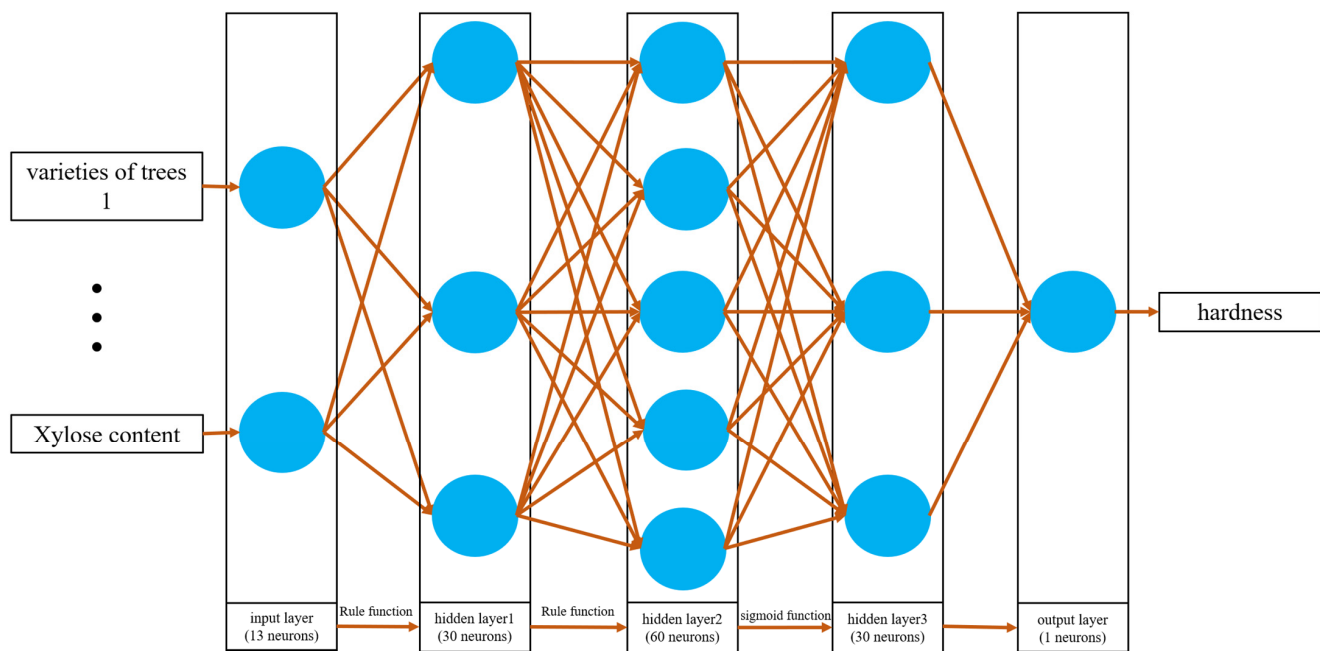 varieties of trees
1
Xylose content
hardness
Rule function
Rule function
sigmoid function
input layer
(13 neurons)
hidden layer1
(30 neurons)
hidden layer2
(60 neurons)
hidden layer3
(30 neurons)
output layer
(1 neurons)